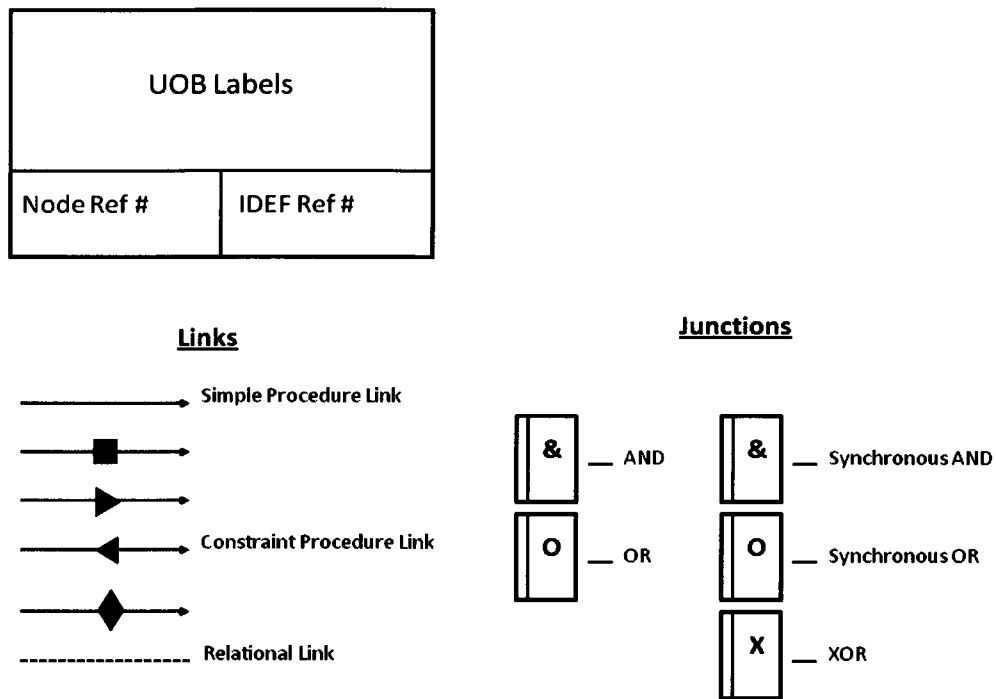 UOB Labels
Node Ref #
IDEF Ref #
Links
Simple Procedure Link
Constraint Procedure Link
Relational Link
Junctions
& — AND
& — Synchronous AND
O — OR
O — Synchronous OR
X — XOR